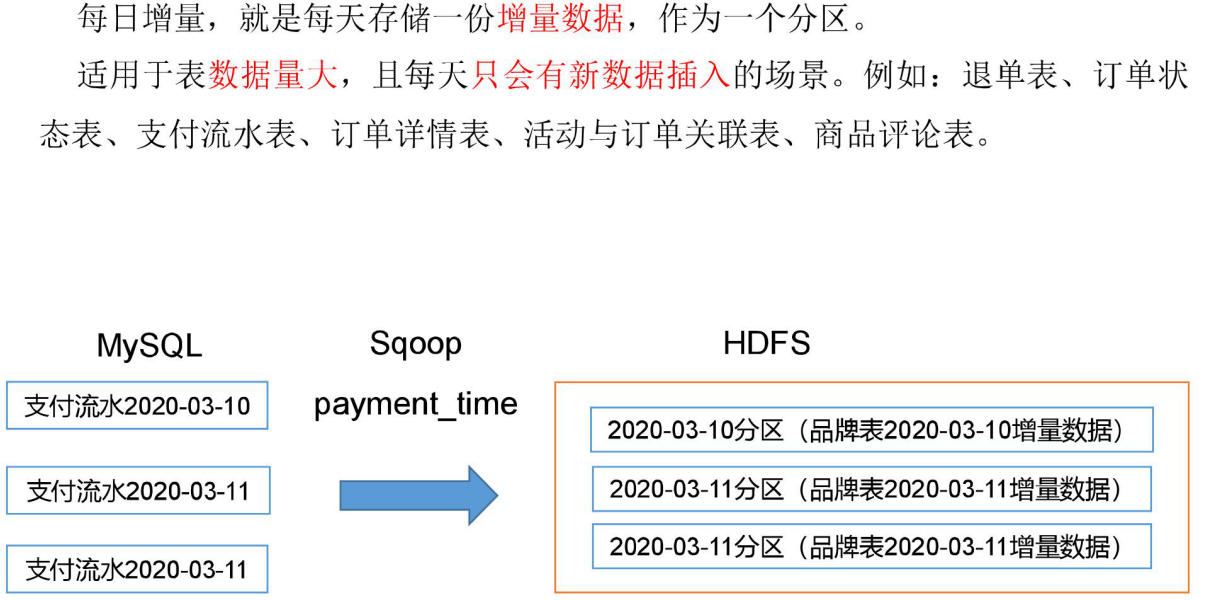 每日增量，就是每天存储一份增量数据，作为一个分区。
适用于表数据量大，且每天只会有新数据插入的场景。例如：退单表、订单状
态表、支付流水表、订单详情表、活动与订单关联表、商品评论表。
MySQL
Sqoop
HDFS
支付流水2020-03-10
payment_time
2020-03-10分区（品牌表2020-03-10增量数据）
支付流水2020-03-11
2020-03-11分区（品牌表2020-03-11增量数据）
支付流水2020-03-11
2020-03-11分区（品牌表2020-03-11增量数据）